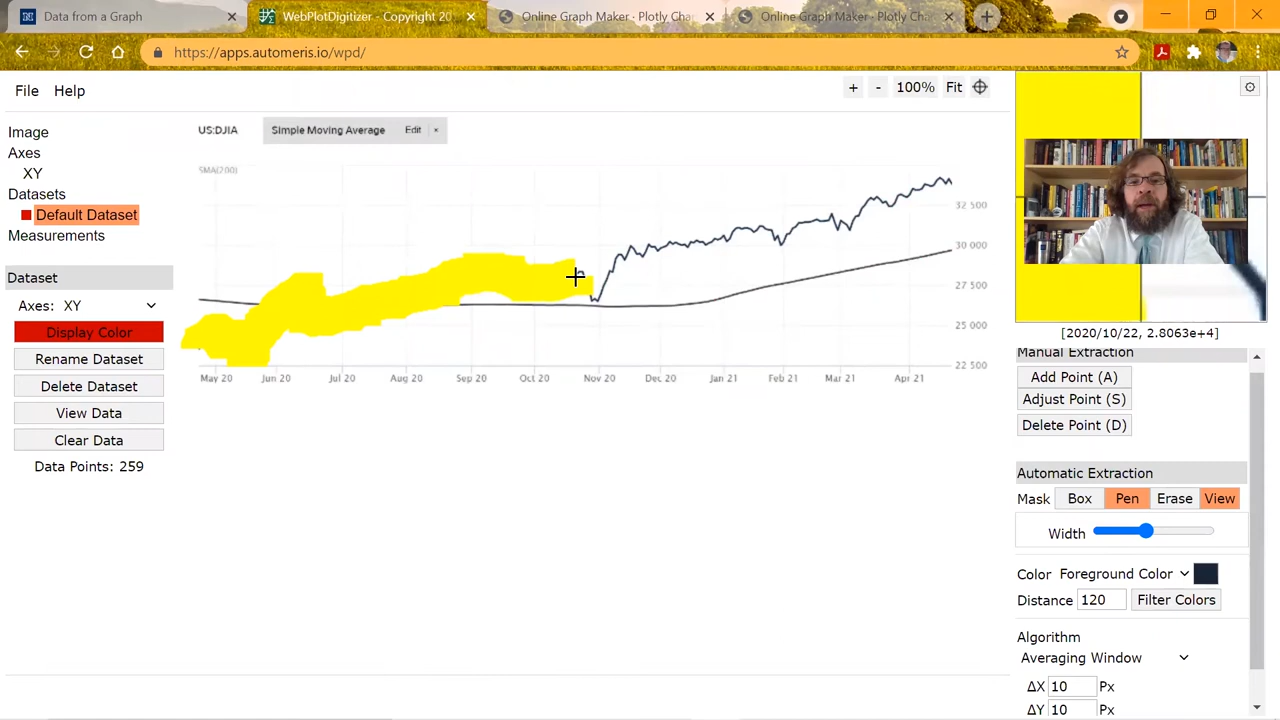 Data from a Graph ×
WebPlotDigitizer - Copyright 20 ×
Online Graph Maker · Plotly Cha ×
Online Graph Maker · Plotly Cha ×
https://apps.automeris.io/wpd/
File Help
+ - 100% Fit
Image
Axes
XY
Datasets
Default Dataset
Measurements
Dataset
Axes: XY
Display Color
Rename Dataset
Delete Dataset
View Data
Clear Data
Data Points: 259
US:DJIA Simple Moving Average Edit ×
SMA(200)
32 500
30 000
27 500
25 000
22 500
May 20 Jun 20 Jul 20 Aug 20 Sep 20 Oct 20 Nov 20 Dec 20 Jan 21 Feb 21 Mar 21 Apr 21
[2020/10/22, 2.8063e+4]
Manual Extraction
Add Point (A)
Adjust Point (S)
Delete Point (D)
Automatic Extraction
Mask Box Pen Erase View
Width
Color Foreground Color
Distance 120 Filter Colors
Algorithm
Averaging Window
ΔX 10 Px
ΔY 10 Px